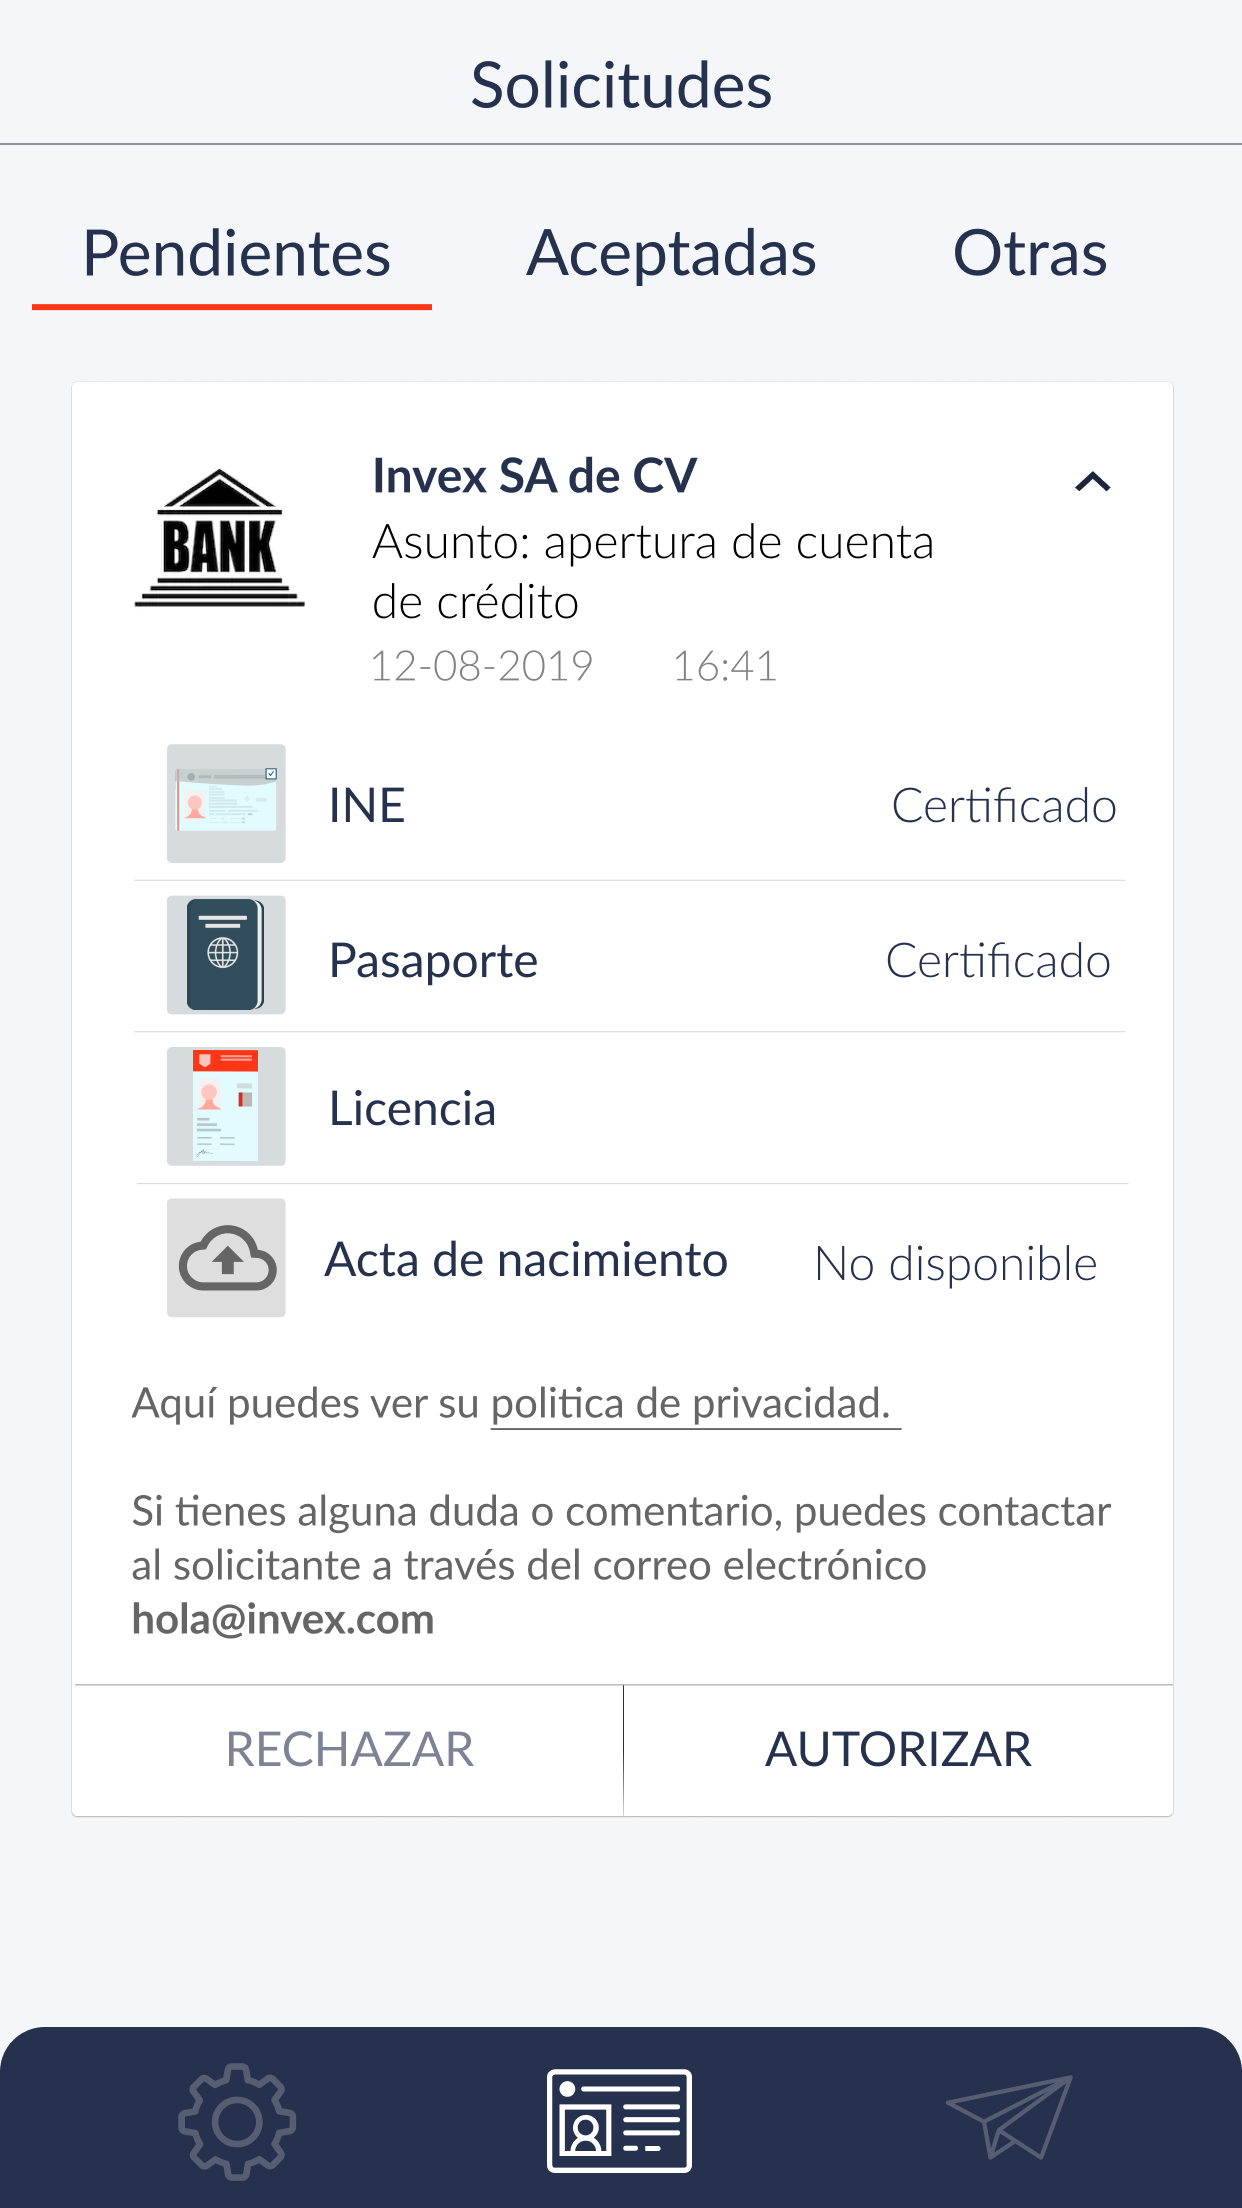 Solicitudes
Pendientes Aceptadas Otras
BANK
Invex SA de CV
Asunto: apertura de cuenta
de crédito
12-08-2019 16:41
INE Certificado
Pasaporte Certificado
Licencia
Acta de nacimiento No disponible
Aquí puedes ver su politica de privacidad.
Si tienes alguna duda o comentario, puedes contactar
al solicitante a través del correo electrónico
hola@invex.com
RECHAZAR AUTORIZAR